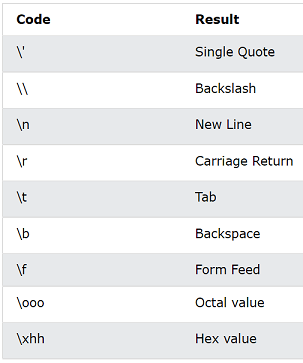 Code Result
\' Single Quote
\\ Backslash
\n New Line
\r Carriage Return
\t Tab
\b Backspace
\f Form Feed
\ooo Octal value
\xhh Hex value